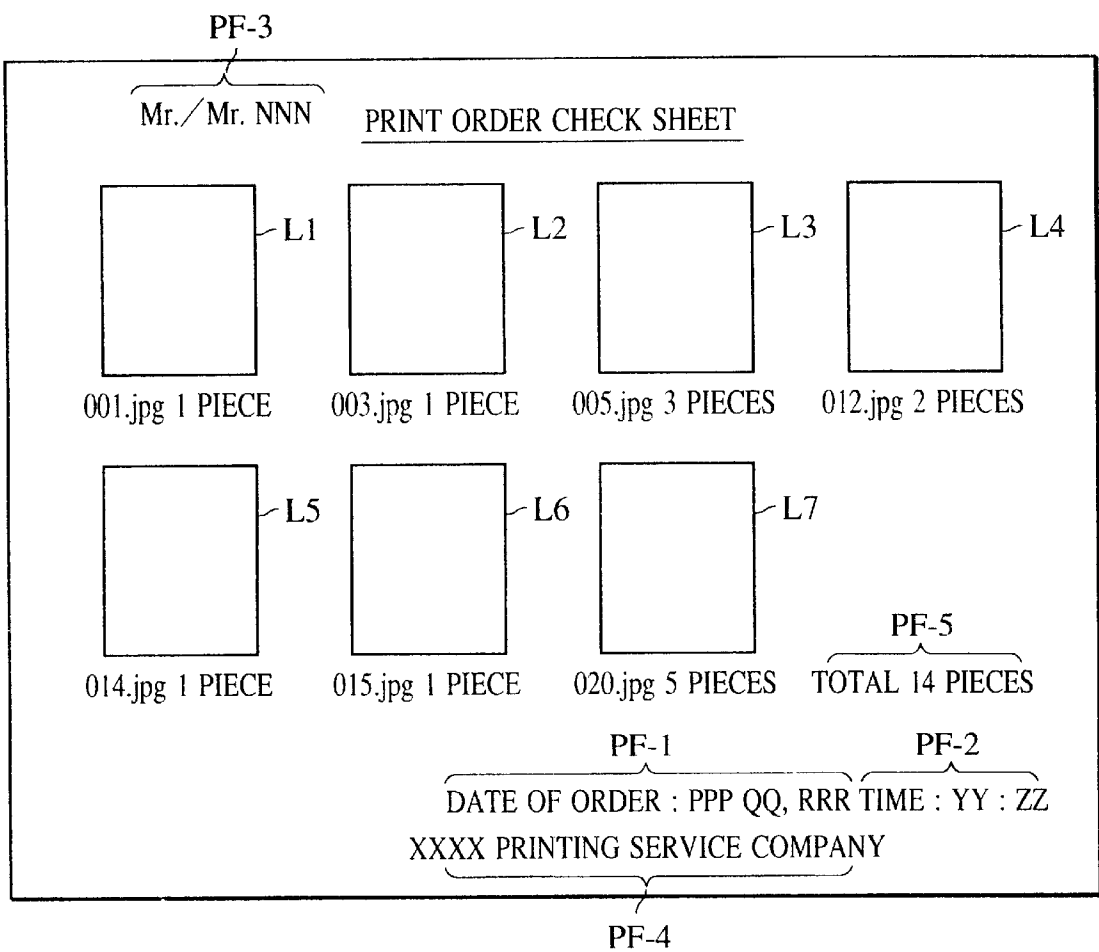 PF-3
Mr./Mr. NNN
PRINT ORDER CHECK SHEET
L1
L2
L3
L4
001.jpg 1 PIECE
003.jpg 1 PIECE
005.jpg 3 PIECES
012.jpg 2 PIECES
L5
L6
L7
014.jpg 1 PIECE
015.jpg 1 PIECE
020.jpg 5 PIECES
PF-5
TOTAL 14 PIECES
PF-1
PF-2
DATE OF ORDER : PPP QQ, RRR TIME : YY : ZZ
XXXX PRINTING SERVICE COMPANY
PF-4